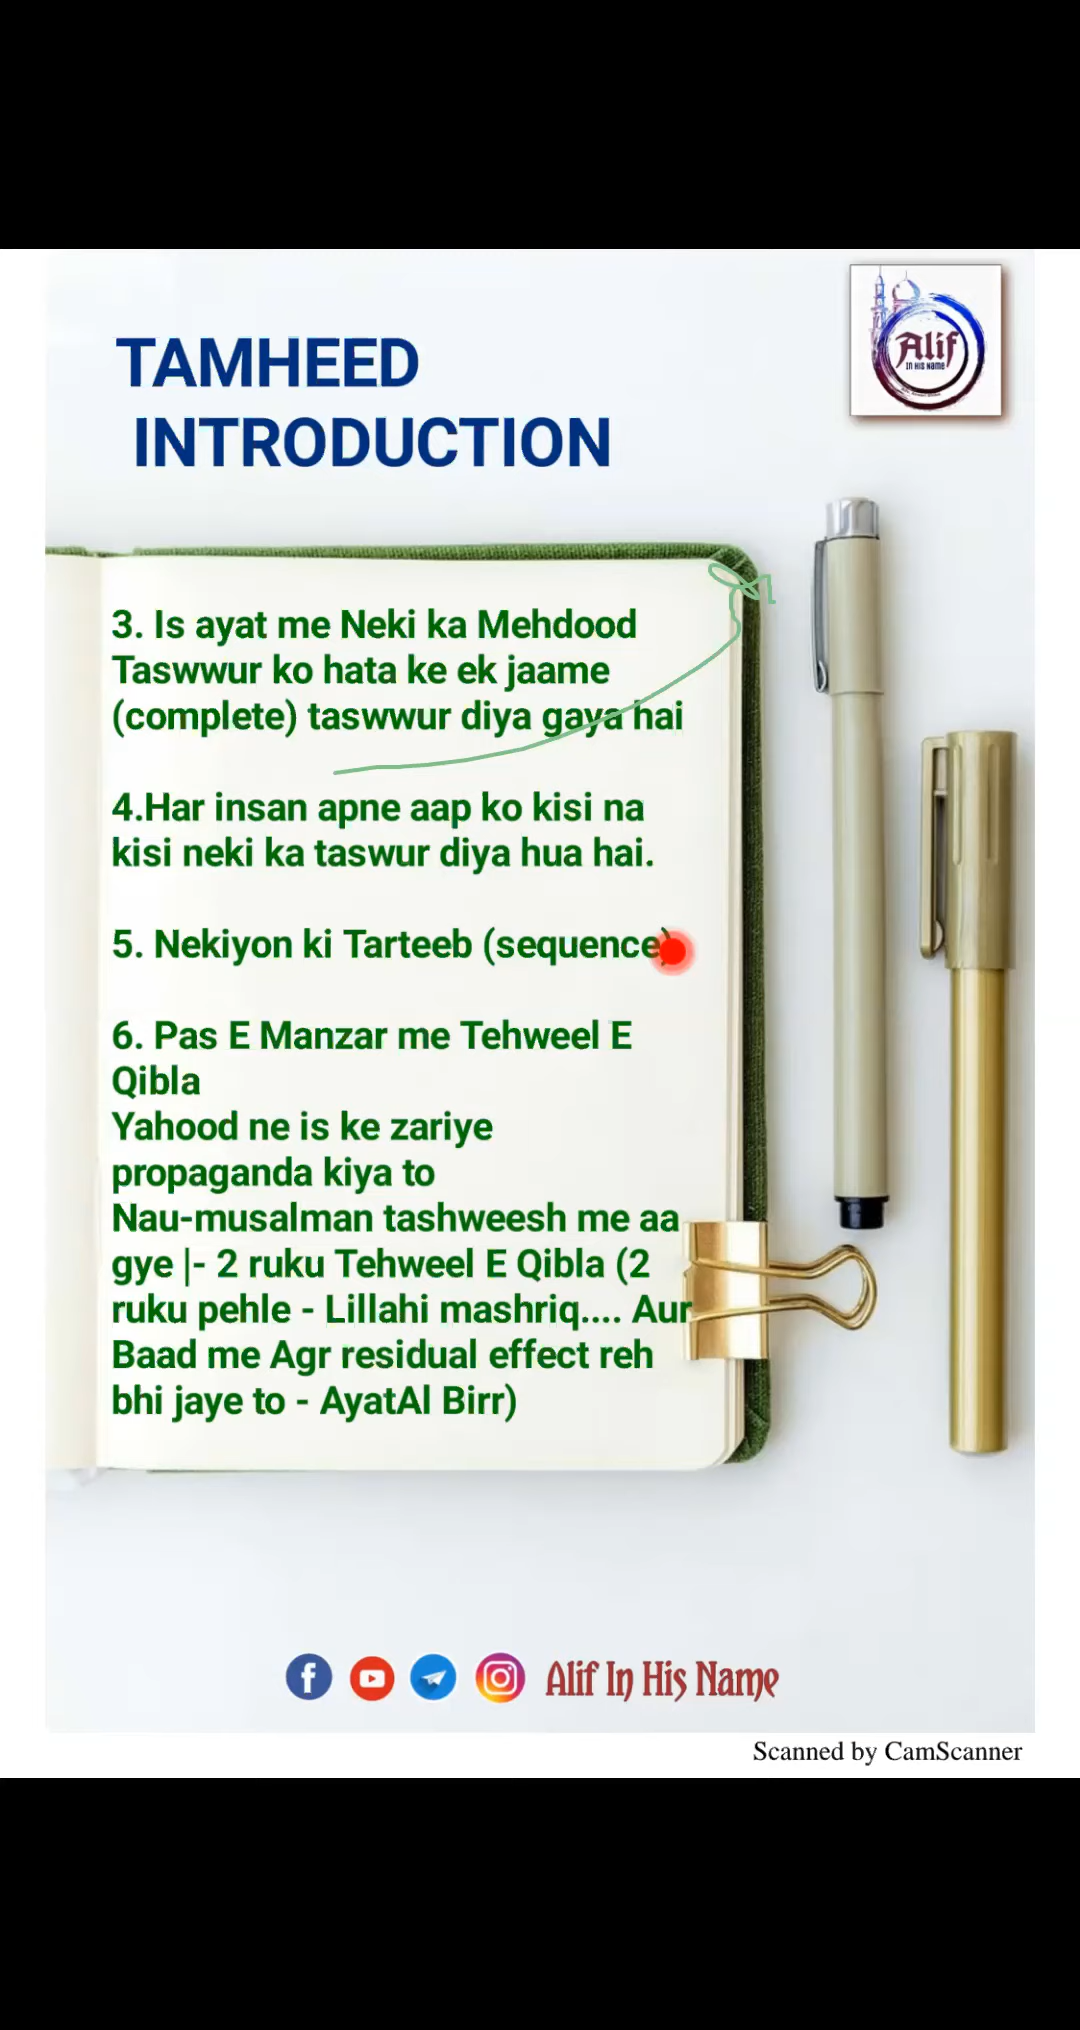 Alif
IN HIS NAME
TAMHEED
INTRODUCTION
3. Is ayat me Neki ka Mehdood
Taswwur ko hata ke ek jaame
(complete) taswwur diya gaya hai
4.Har insan apne aap ko kisi na
kisi neki ka taswur diya hua hai.
5. Nekiyon ki Tarteeb (sequence)
6. Pas E Manzar me Tehweel E
Qibla
Yahood ne is ke zariye
propaganda kiya to
Nau-musalman tashweesh me aa
gye |- 2 ruku Tehweel E Qibla (2
ruku pehle - Lillahi mashriq.... Aur
Baad me Agr residual effect reh
bhi jaye to - AyatAl Birr)
Alif In His Name
Scanned by CamScanner